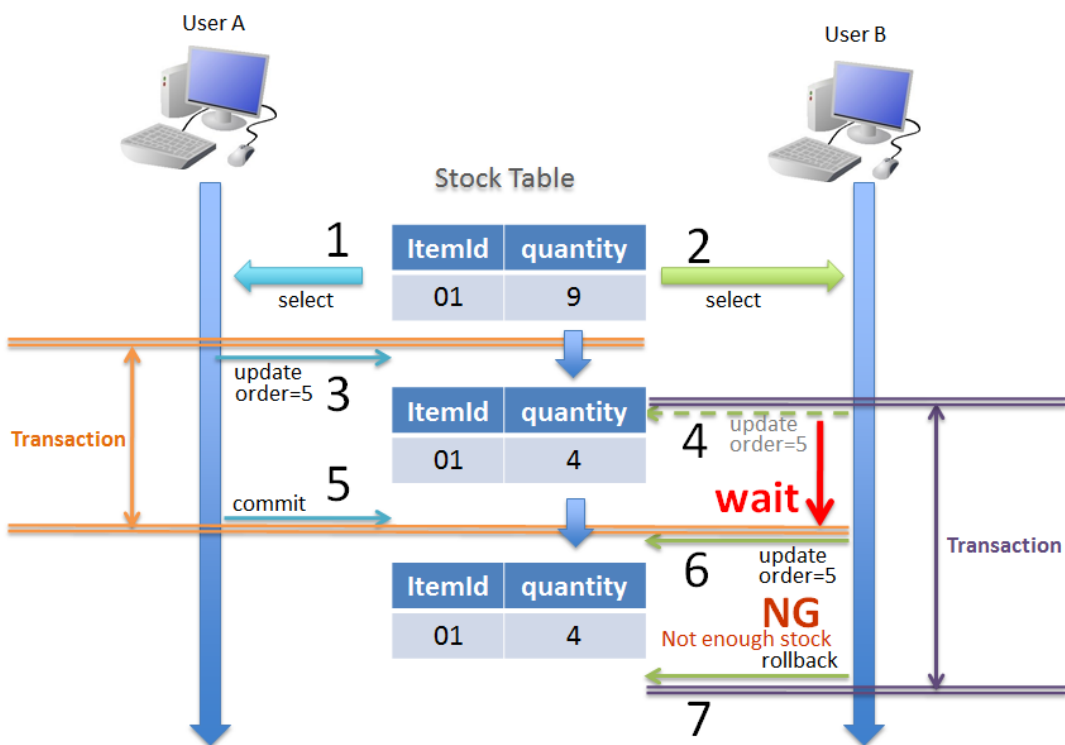 User A
User B
Stock Table
1
2
ItemId quantity
01 9
select
select
update
order=5
3
ItemId quantity
01 4
4
update
order=5
Transaction
5
commit
wait
6
update
order=5
Transaction
ItemId quantity
01 4
NG
Not enough stock
rollback
7